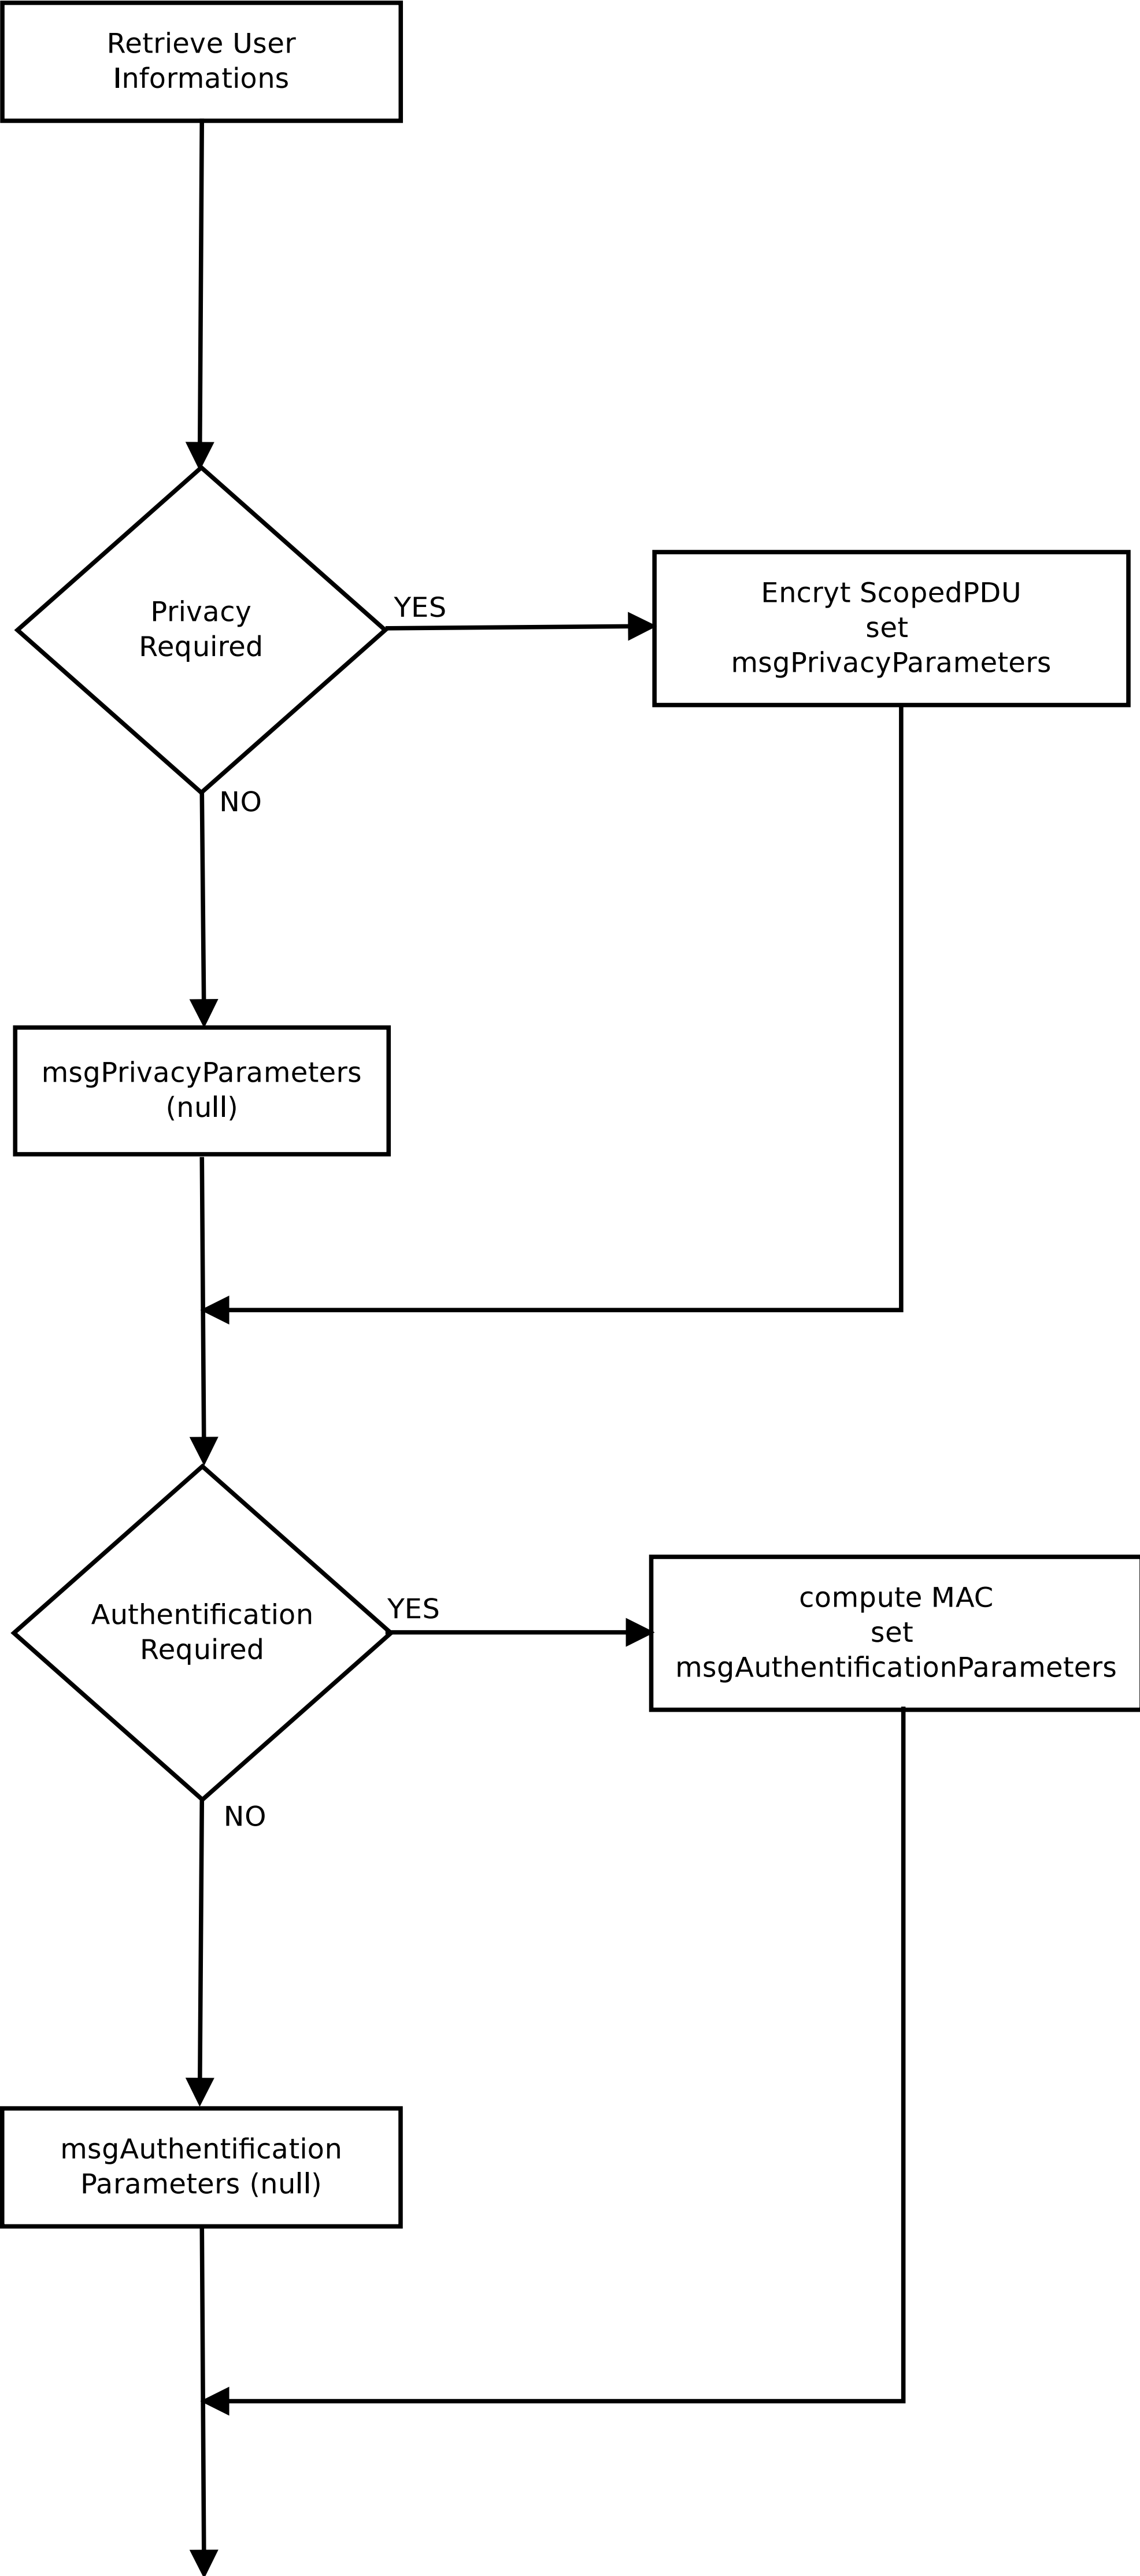 Retrieve User
Informations
Privacy
Required
YES
Encryt ScopedPDU
set
msgPrivacyParameters
NO
msgPrivacyParameters
(null)
Authentification
Required
YES
compute MAC
set
msgAuthentificationParameters
NO
msgAuthentification
Parameters (null)